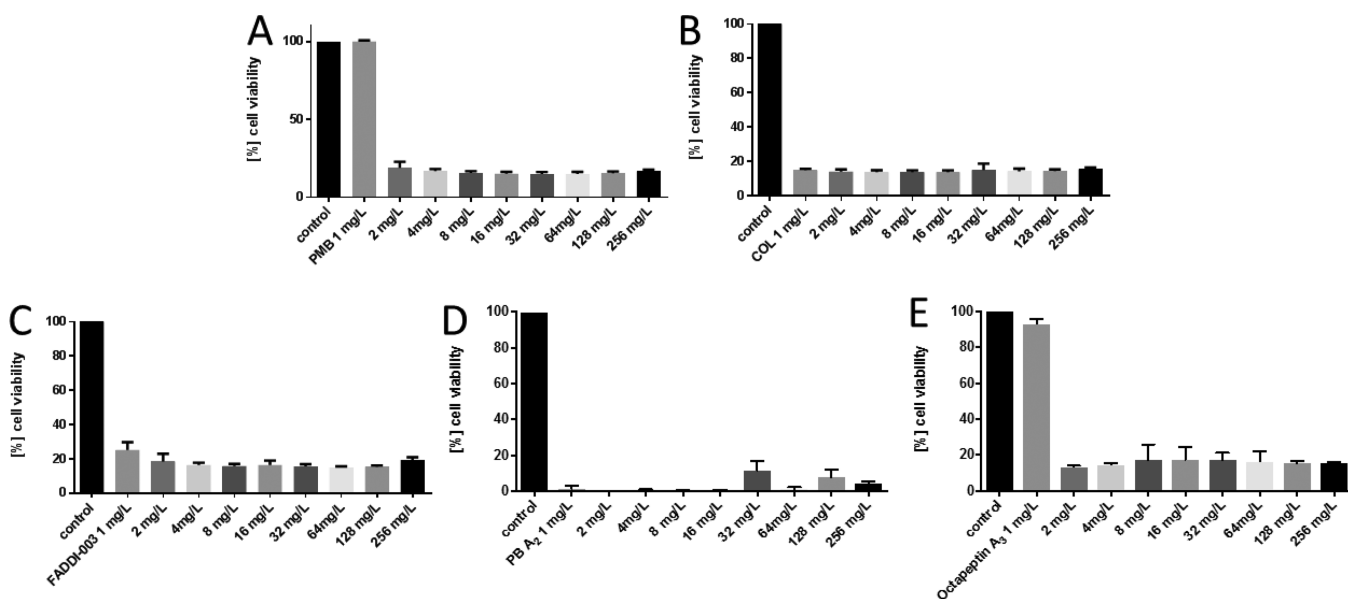 A
[%] cell viability
100
50
0
control
PMB 1 mg/L
2 mg/L
4mg/L
8 mg/L
16 mg/L
32 mg/L
64mg/L
128 mg/L
256 mg/L
B
[%] cell viability
100
80
60
40
20
0
control
COL 1 mg/L
2 mg/L
4mg/L
8 mg/L
16 mg/L
32 mg/L
64mg/L
128 mg/L
256 mg/L
C
[%] cell viability
100
80
60
40
20
0
control
FADDI-003 1 mg/L
2 mg/L
4mg/L
8 mg/L
16 mg/L
32 mg/L
64mg/L
128 mg/L
256 mg/L
D
[%] cell viability
100
80
60
40
20
0
control
PB A₂ 1 mg/L
2 mg/L
4mg/L
8 mg/L
16 mg/L
32 mg/L
64mg/L
128 mg/L
256 mg/L
E
[%] cell viability
100
80
60
40
20
0
control
Octapeptin A₃ 1 mg/L
2 mg/L
4mg/L
8 mg/L
16 mg/L
32 mg/L
64mg/L
128 mg/L
256 mg/L